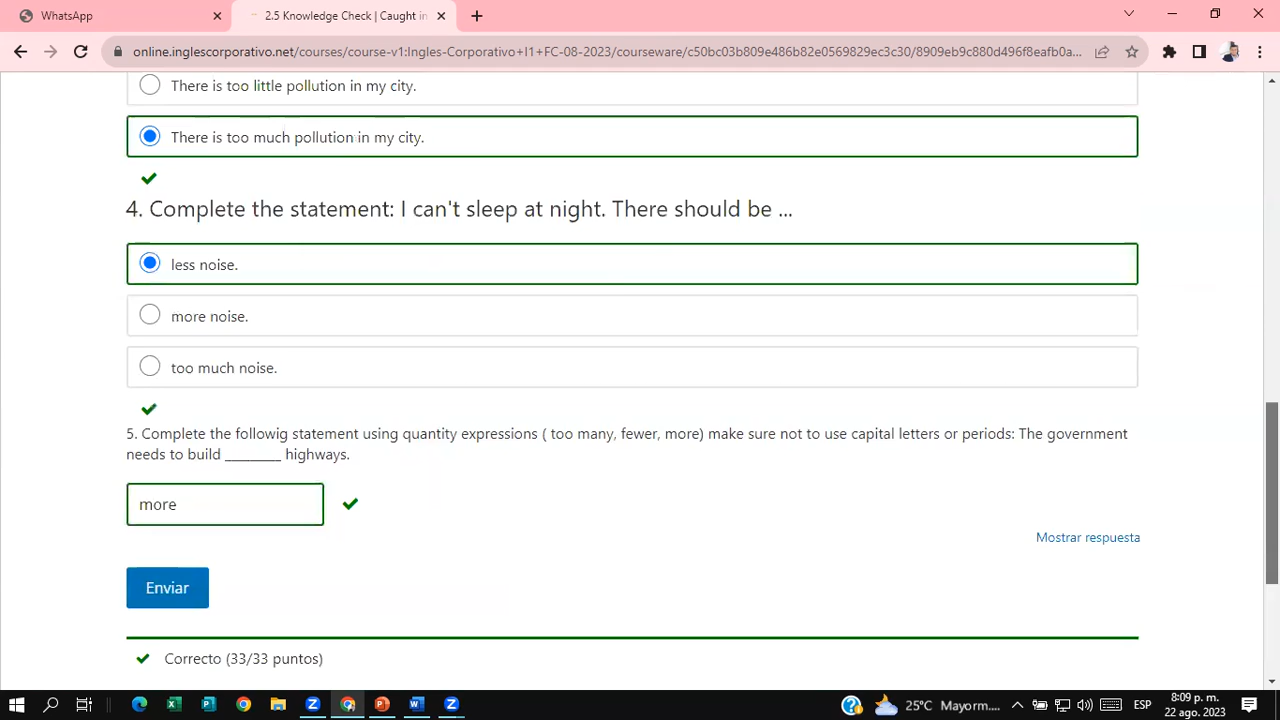 WhatsApp
2.5 Knowledge Check | Caught in
online.inglescorporativo.net/courses/course-v1:Ingles-Corporativo+I1+FC-08-2023/courseware/c50bc03b809e486b82e0569829ec3c30/8909eb9c880d496f8eafb0a...
There is too little pollution in my city.
There is too much pollution in my city.
4. Complete the statement: I can't sleep at night. There should be ...
less noise.
more noise.
too much noise.
5. Complete the followig statement using quantity expressions ( too many, fewer, more) make sure not to use capital letters or periods: The government
needs to build ________ highways.
more
Mostrar respuesta
Enviar
Correcto (33/33 puntos)
25°C Mayorm.... ESP
8:09 p. m.
22 ago. 2023